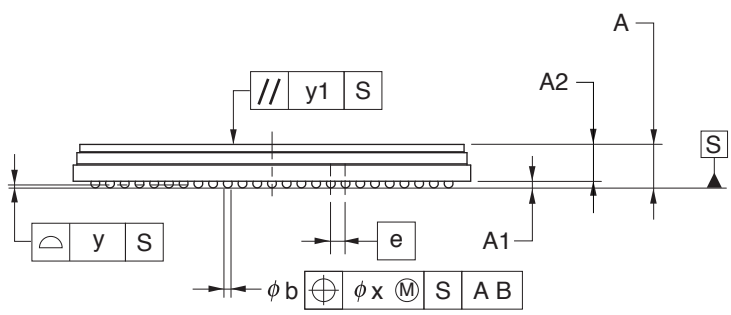 A
A2
// y1 S
S
y S
e
A1
ϕ b ⌖ ϕ x Ⓜ S A B